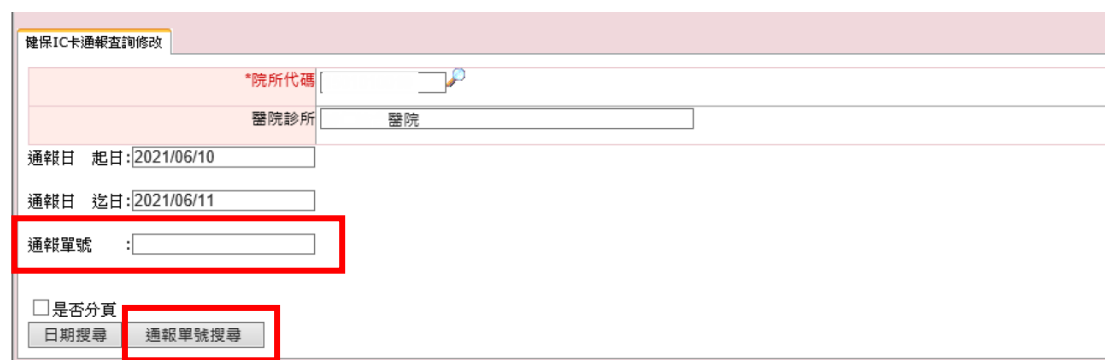 健保IC卡通報查詢修改
*院所代碼
醫院診所 醫院
通報日 起日:2021/06/10
通報日 迄日:2021/06/11
通報單號 :
是否分頁
日期搜尋 通報單號搜尋